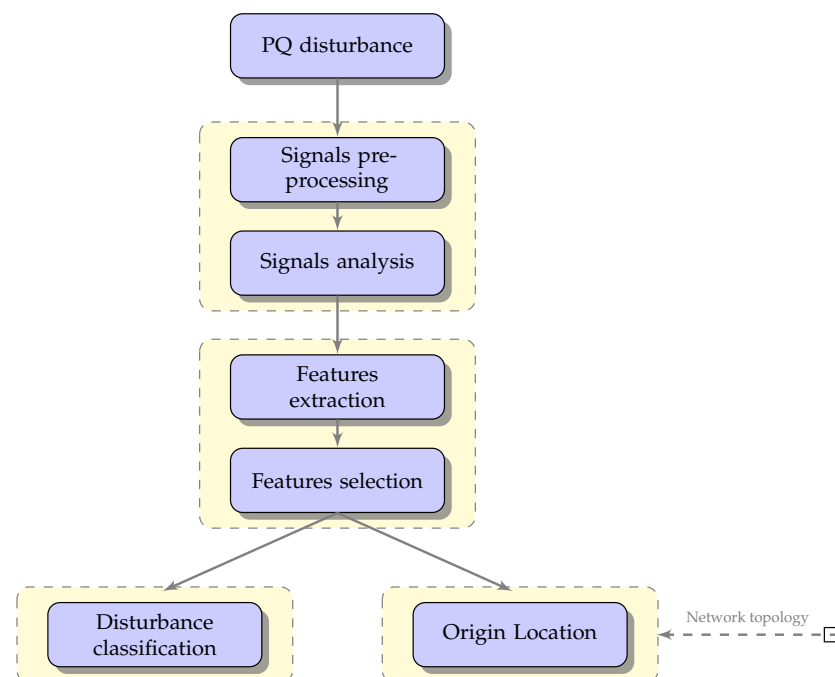 PQ disturbance
Signals pre-
processing
Signals analysis
Features
extraction
Features selection
Disturbance
classification
Origin Location
Network topology